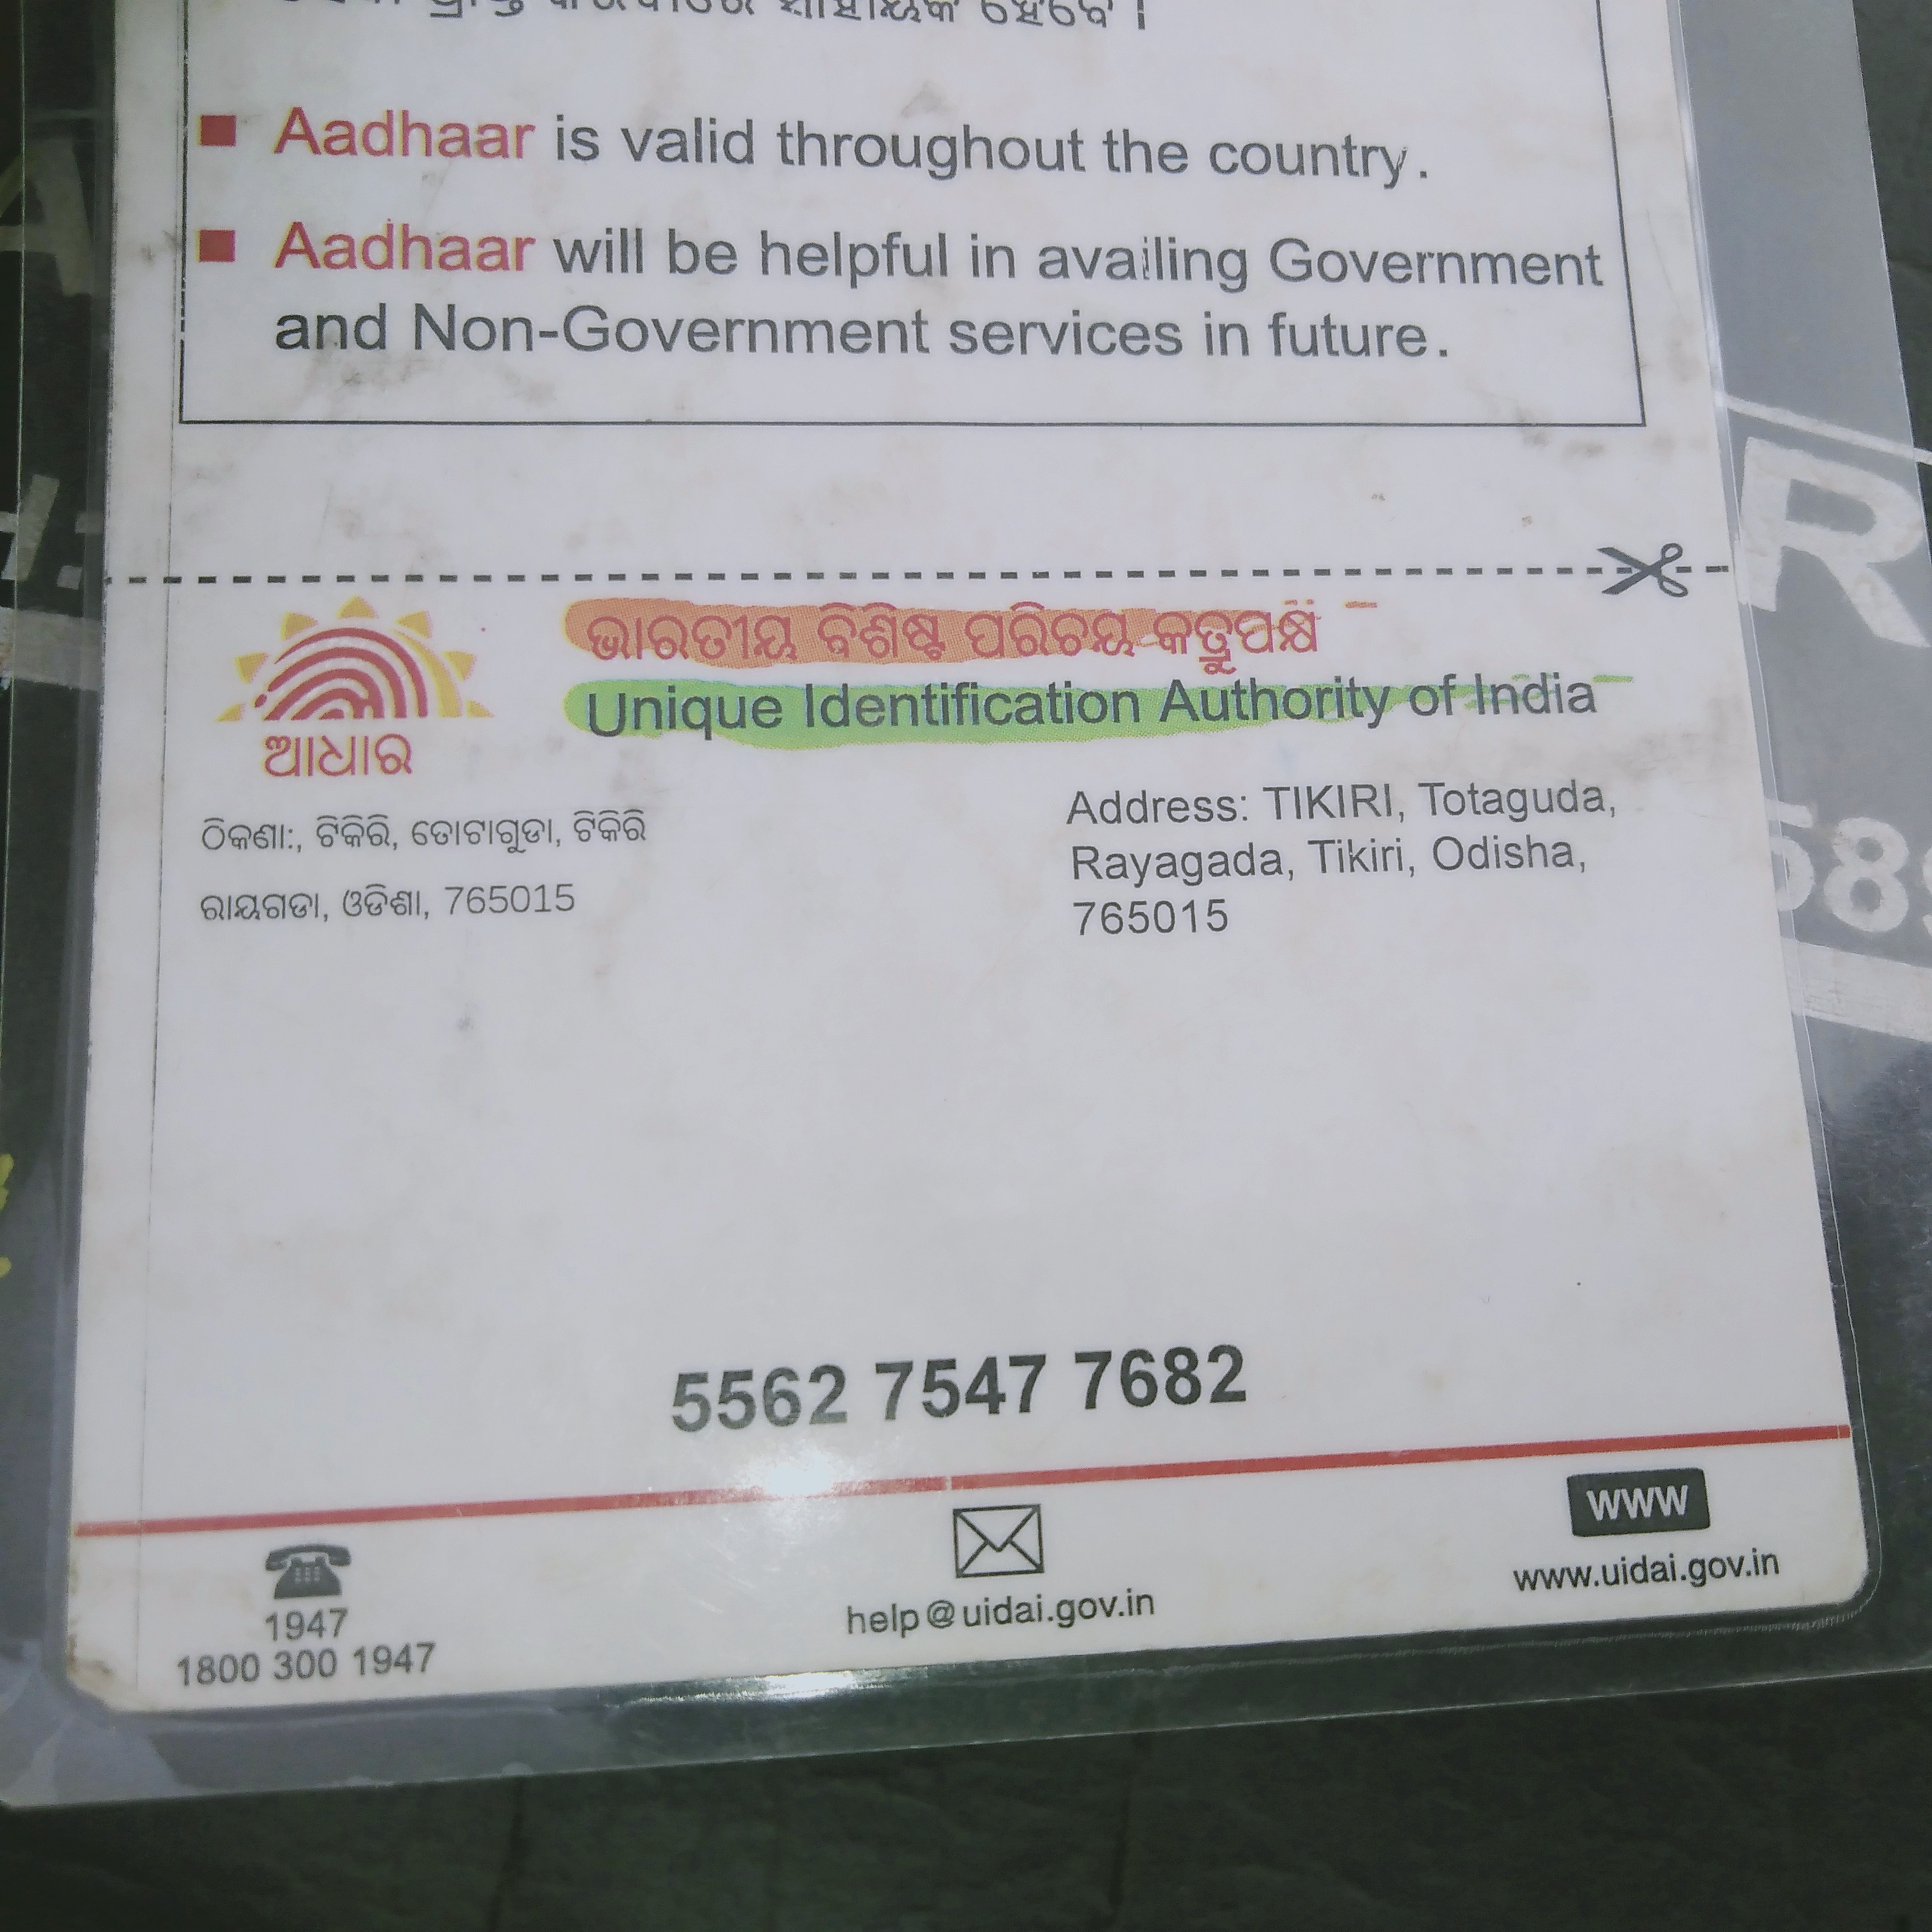 ସାହାଯ୍ୟକ ହେବେ ।
Aadhaar is valid throughout the country.
Aadhaar will be helpful in availing Government
and Non-Government services in future.
ଭାରତୀୟ ବିଶିଷ୍ଟ ପରିଚୟ କତ୍ରୁପକ୍ଷ
Unique Identification Authority of India
ଆଧାର
ଠିକଣା:, ଟିକିରି, ତୋଟାଗୁଡା, ଟିକିରି
ରାୟଗଡା, ଓଡିଶା, 765015
Address: TIKIRI, Totaguda,
Rayagada, Tikiri, Odisha,
765015
5562 7547 7682
1947
1800 300 1947
help@uidai.gov.in
www
www.uidai.gov.in
R